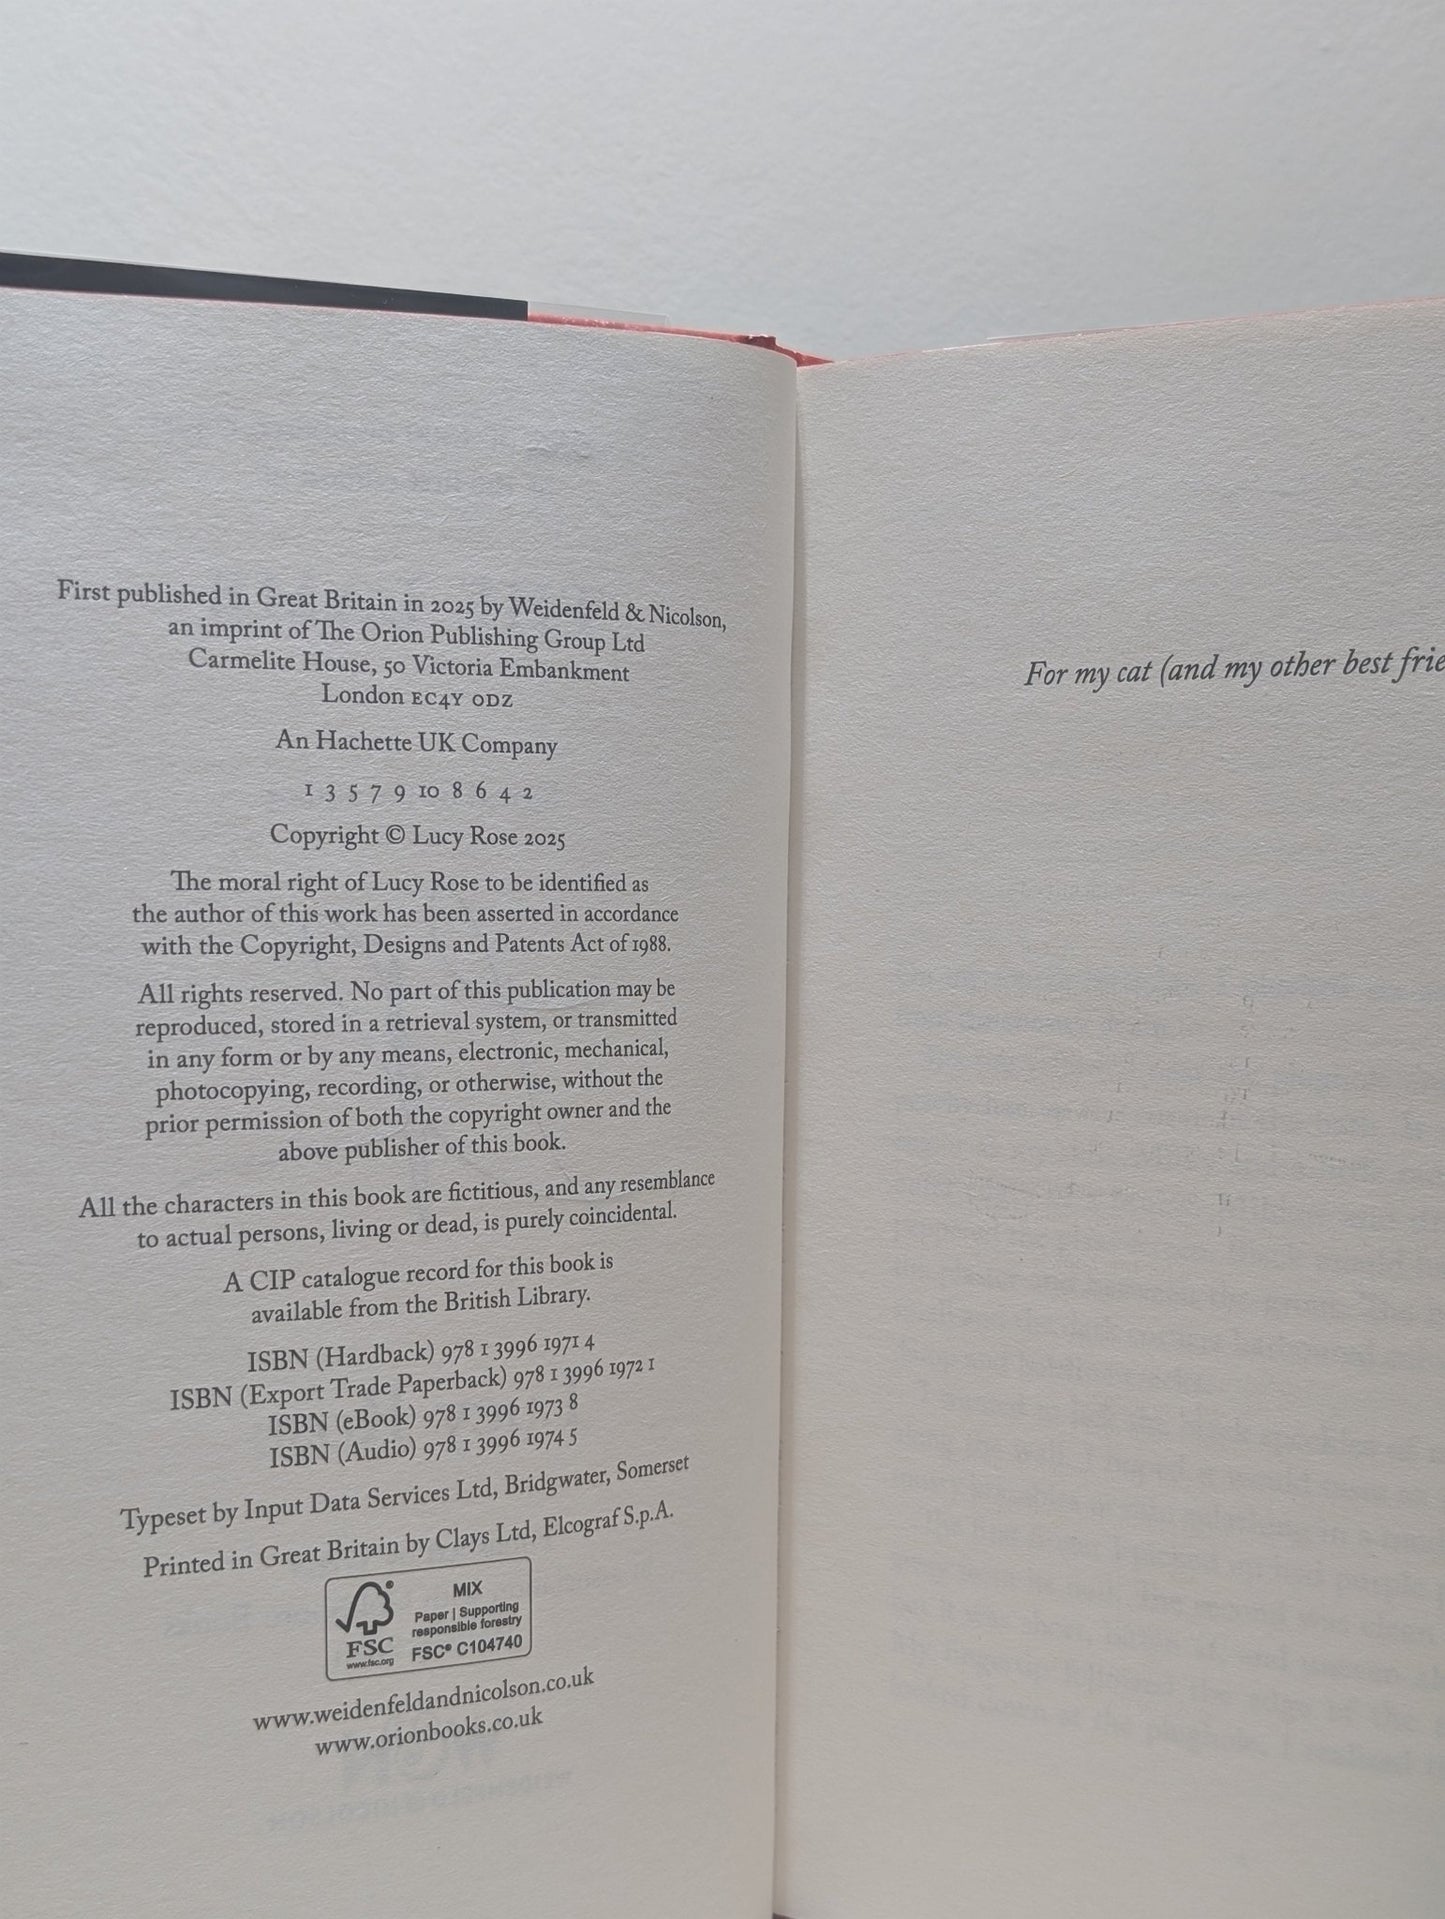 First published in Great Britain in 2025 by Weidenfeld & Nicolson,
an imprint of The Orion Publishing Group Ltd
Carmelite House, 50 Victoria Embankment
London EC4Y 0DZ
An Hachette UK Company
1 3 5 7 9 10 8 6 4 2
Copyright © Lucy Rose 2025
The moral right of Lucy Rose to be identified as
the author of this work has been asserted in accordance
with the Copyright, Designs and Patents Act of 1988.
All rights reserved. No part of this publication may be
reproduced, stored in a retrieval system, or transmitted
in any form or by any means, electronic, mechanical,
photocopying, recording, or otherwise, without the
prior permission of both the copyright owner and the
above publisher of this book.
All the characters in this book are fictitious, and any resemblance
to actual persons, living or dead, is purely coincidental.
A CIP catalogue record for this book is
available from the British Library.
ISBN (Hardback) 978 1 3996 1971 4
ISBN (Export Trade Paperback) 978 1 3996 1972 1
ISBN (eBook) 978 1 3996 1973 8
ISBN (Audio) 978 1 3996 1974 5
Typeset by Input Data Services Ltd, Bridgwater, Somerset
Printed in Great Britain by Clays Ltd, Elcograf S.p.A.
MIX
Paper | Supporting
responsible forestry
FSC® C104740
FSC
www.fsc.org
www.weidenfeldandnicolson.co.uk
www.orionbooks.co.uk
For my cat (and my other best frie